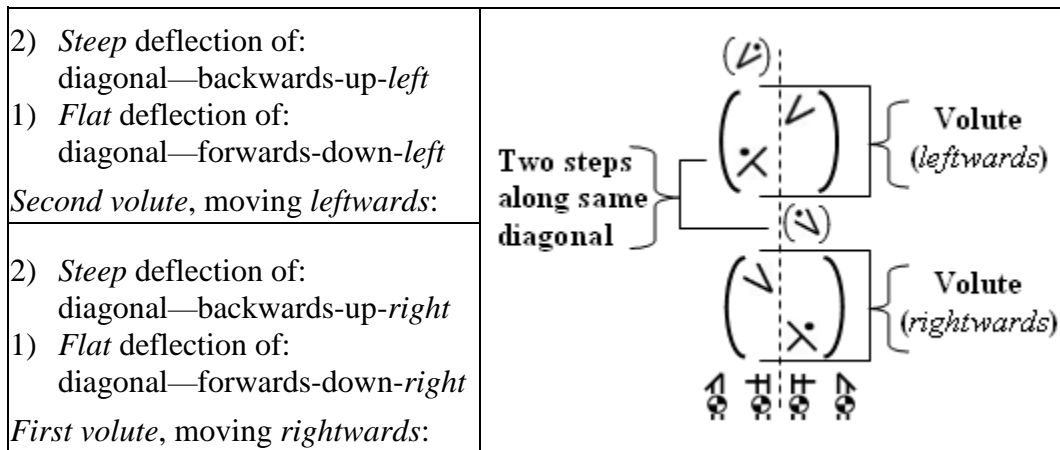 2) Steep deflection of:
diagonal—backwards-up-left
1) Flat deflection of:
diagonal—forwards-down-left
Second volute, moving leftwards:
2) Steep deflection of:
diagonal—backwards-up-right
1) Flat deflection of:
diagonal—forwards-down-right
First volute, moving rightwards:
Two steps
along same
diagonal
Volute
(leftwards)
Volute
(rightwards)